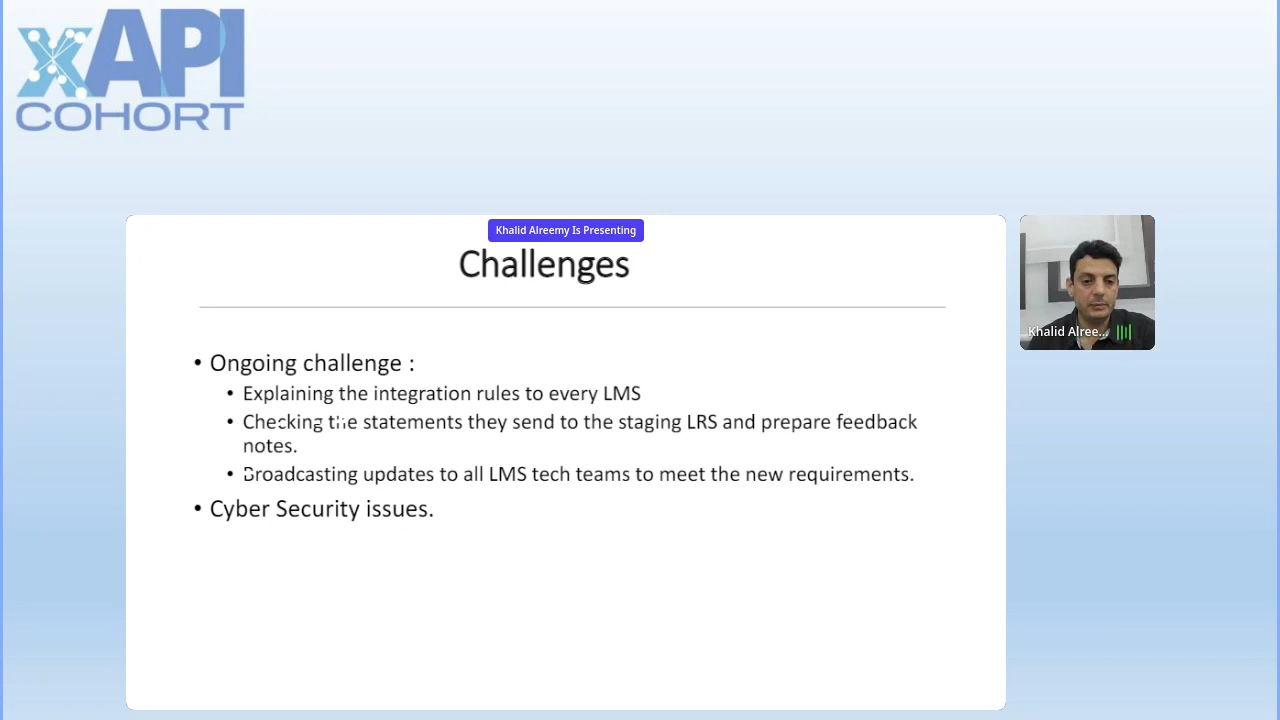 xAPI
COHORT
Khalid Alreemy Is Presenting
Challenges
• Ongoing challenge :
• Explaining the integration rules to every LMS
• Checking the statements they send to the staging LRS and prepare feedback
notes.
• Broadcasting updates to all LMS tech teams to meet the new requirements.
• Cyber Security issues.
Khalid Alree...